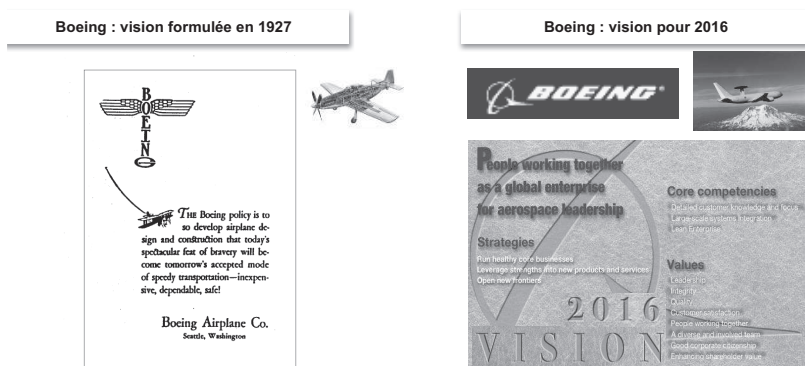 Boeing : vision formulée en 1927
BOEING
THE Boeing policy is to
so develop airplane de-
sign and construction that today's
spectacular feat of bravery will be-
come tomorrow's accepted mode
of speedy transportation—inexpen-
sive, dependable, safe!
Boeing Airplane Co.
Seattle, Washington
Boeing : vision pour 2016
BOEING
People working together
as a global enterprise
for aerospace leadership
Strategies
Run healthy core businesses
Leverage strengths into new products and services
Open new frontiers
Core competencies
Detailed customer knowledge and focus
Large-scale systems integration
Lean Enterprise
Values
Leadership
Integrity
Quality
Customer satisfaction
People working together
A diverse and involved team
Good corporate citizenship
Enhancing shareholder value
2016
VISION